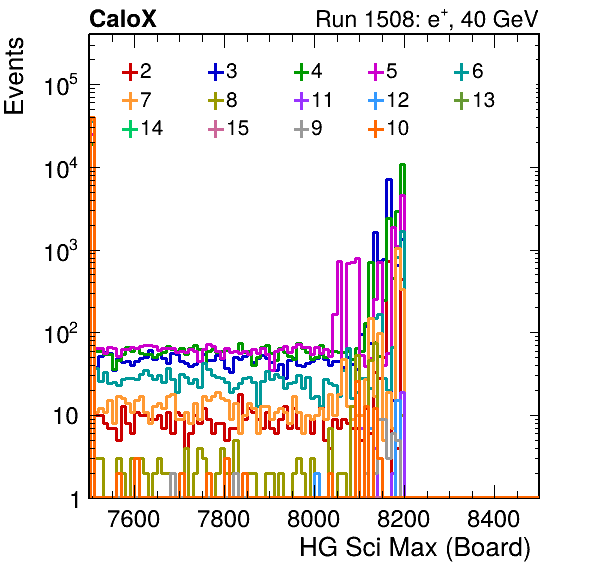 CaloX Run 1508: e⁺, 40 GeV
Events
2 3 4 5 6
7 8 11 12 13
14 15 9 10
10⁵
10⁴
10³
10²
10
1
7600 7800 8000 8200 8400
HG Sci Max (Board)